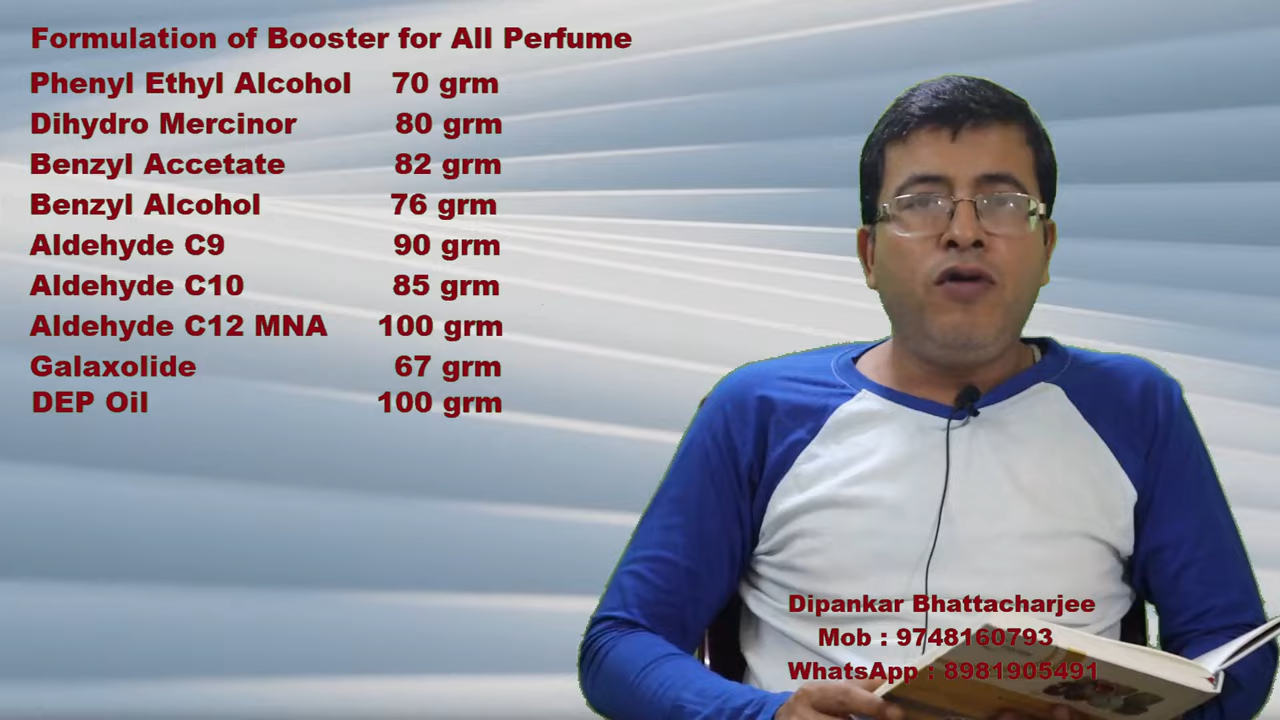 Formulation of Booster for All Perfume
Phenyl Ethyl Alcohol 70 grm
Dihydro Mercinor 80 grm
Benzyl Accetate 82 grm
Benzyl Alcohol 76 grm
Aldehyde C9 90 grm
Aldehyde C10 85 grm
Aldehyde C12 MNA 100 grm
Galaxolide 67 grm
DEP Oil 100 grm
Dipankar Bhattacharjee
Mob : 9748160793
WhatsApp : 8981905491